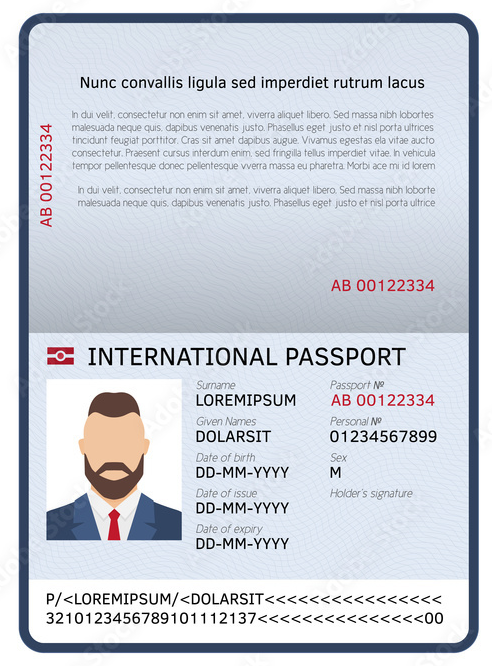 Nunc convallis ligula sed imperdiet rutrum lacus
In dui velit, consectetur non enim sit amet, viverra aliquet libero. Sed massa nibh lobortes
malesuada neque quis, dapibus venenatis justo. Phasellus eget justo et nisl porta ultrices
tincidunt feugiat porttitor. Cras sit amet dapibus augue. Vivamus egestas ela vitae aucto
consectetur. Praesent cursus interdum enim, sed fringilla tellus imperdiet vitae. In vehicula
tempor pellentesque donec pellentesque vwerra massa eu pharetra. Morbi ace mi id lorem
In dui velit, consectetur non enim sit amet, viverra aliquet libero. Sed massa nibh loborte
malesuada neque quis, dapibus venenatis justo. Phasellus eget justo et nisl porta ultrice
AB 00122334
AB 00122334
INTERNATIONAL PASSPORT
Surname
LOREMIPSUM
Passport №
AB 00122334
Given Names
DOLARSIT
Personal №
01234567899
Date of birth
DD-MM-YYYY
Sex
M
Date of issue
DD-MM-YYYY
Holder's signature
Date of expiry
DD-MM-YYYY
P/<LOREMIPSUM/<DOLARSIT<<<<<<<<<<<<<<<<
3210123456789101112137<<<<<<<<<<<<<<<00
Adobe Stock